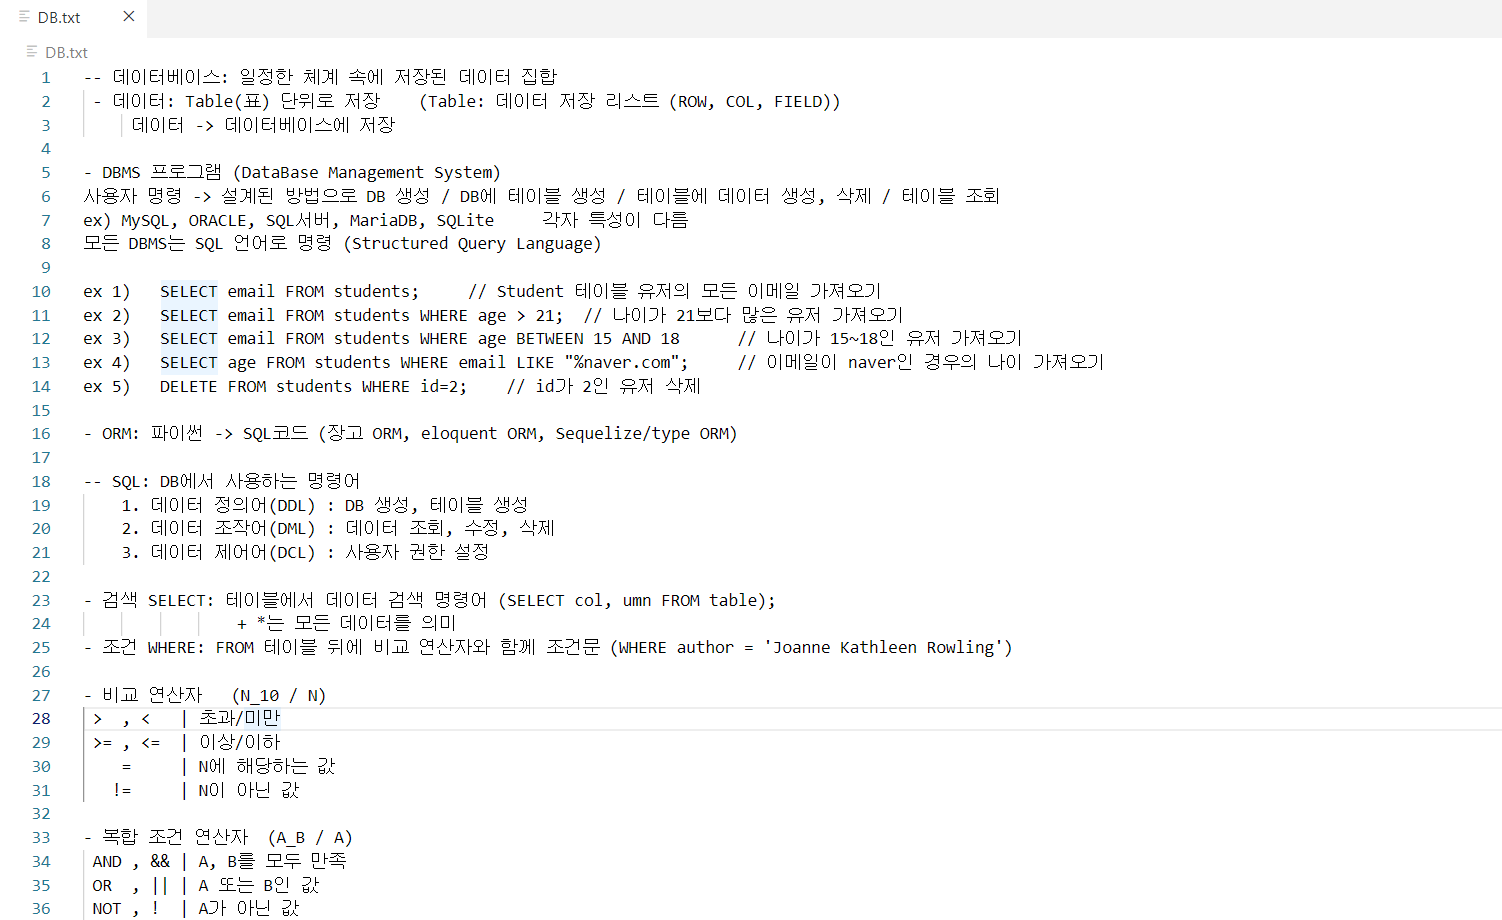 DB.txt
DB.txt
1 -- 데이터베이스: 일정한 체계 속에 저장된 데이터 집합
2 - 데이터: Table(표) 단위로 저장 (Table: 데이터 저장 리스트 (ROW, COL, FIELD))
3 데이터 -> 데이터베이스에 저장
4
5 - DBMS 프로그램 (DataBase Management System)
6 사용자 명령 -> 설계된 방법으로 DB 생성 / DB에 테이블 생성 / 테이블에 데이터 생성, 삭제 / 테이블 조회
7 ex) MySQL, ORACLE, SQL서버, MariaDB, SQLite 각자 특성이 다름
8 모든 DBMS는 SQL 언어로 명령 (Structured Query Language)
9
10 ex 1) SELECT email FROM students; // Student 테이블 유저의 모든 이메일 가져오기
11 ex 2) SELECT email FROM students WHERE age > 21; // 나이가 21보다 많은 유저 가져오기
12 ex 3) SELECT email FROM students WHERE age BETWEEN 15 AND 18 // 나이가 15~18인 유저 가져오기
13 ex 4) SELECT age FROM students WHERE email LIKE "%naver.com"; // 이메일이 naver인 경우의 나이 가져오기
14 ex 5) DELETE FROM students WHERE id=2; // id가 2인 유저 삭제
15
16 - ORM: 파이썬 -> SQL코드 (장고 ORM, eloquent ORM, Sequelize/type ORM)
17
18 -- SQL: DB에서 사용하는 명령어
19 1. 데이터 정의어(DDL) : DB 생성, 테이블 생성
20 2. 데이터 조작어(DML) : 데이터 조회, 수정, 삭제
21 3. 데이터 제어어(DCL) : 사용자 권한 설정
22
23 - 검색 SELECT: 테이블에서 데이터 검색 명령어 (SELECT col, umn FROM table);
24 + *는 모든 데이터를 의미
25 - 조건 WHERE: FROM 테이블 뒤에 비교 연산자와 함께 조건문 (WHERE author = 'Joanne Kathleen Rowling')
26
27 - 비교 연산자 (N_10 / N)
28 > , < | 초과/미만
29 >= , <= | 이상/이하
30 = | N에 해당하는 값
31 != | N이 아닌 값
32
33 - 복합 조건 연산자 (A_B / A)
34 AND , && | A, B를 모두 만족
35 OR , || | A 또는 B인 값
36 NOT , ! | A가 아닌 값